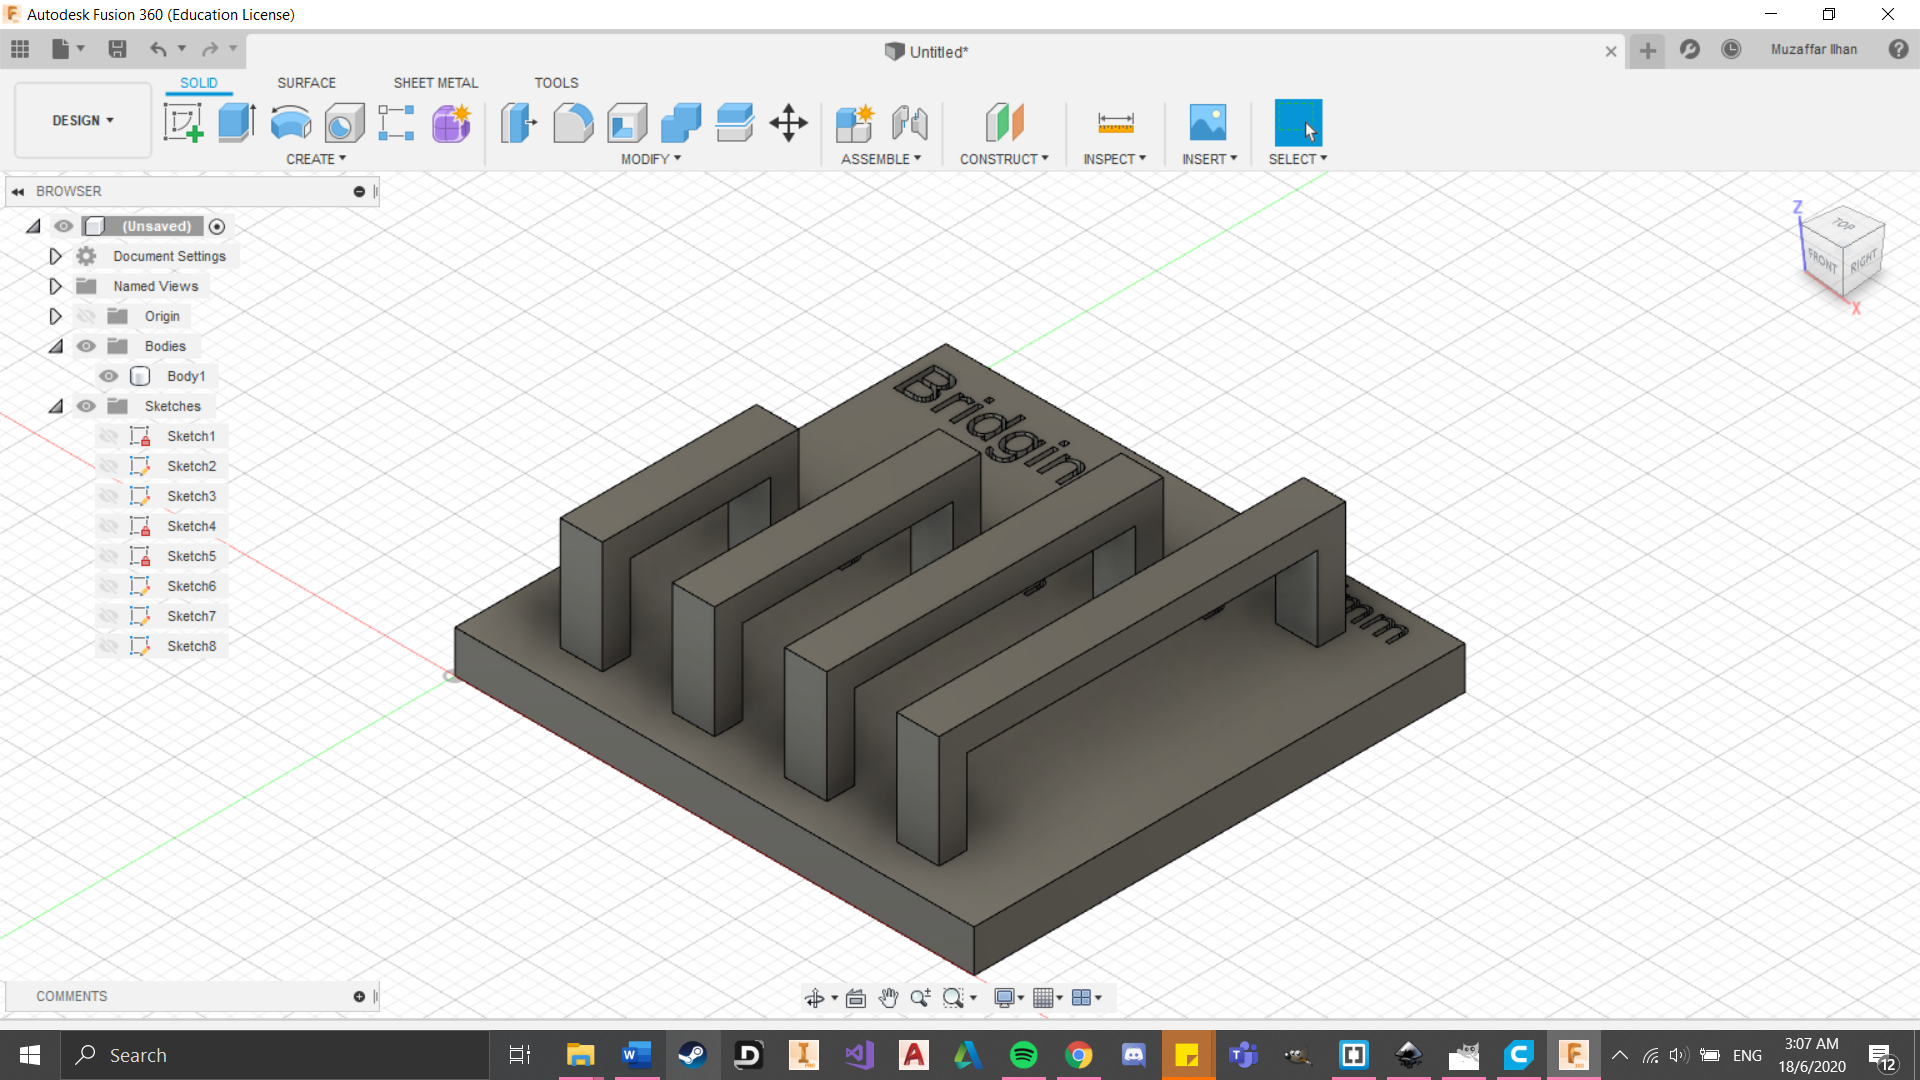 Autodesk Fusion 360 (Education License)
Untitled*
Muzaffar Ilhan
SOLID
SURFACE
SHEET METAL
TOOLS
DESIGN
CREATE
MODIFY
ASSEMBLE
CONSTRUCT
INSPECT
INSERT
SELECT
BROWSER
(Unsaved)
Document Settings
Named Views
Origin
Bodies
Body1
Sketches
Sketch1
Sketch2
Sketch3
Sketch4
Sketch5
Sketch6
Sketch7
Sketch8
Z
TOP
FRONT
RIGHT
X
Bridgin
mm
COMMENTS
Search
ENG
3:07 AM
18/6/2020
12